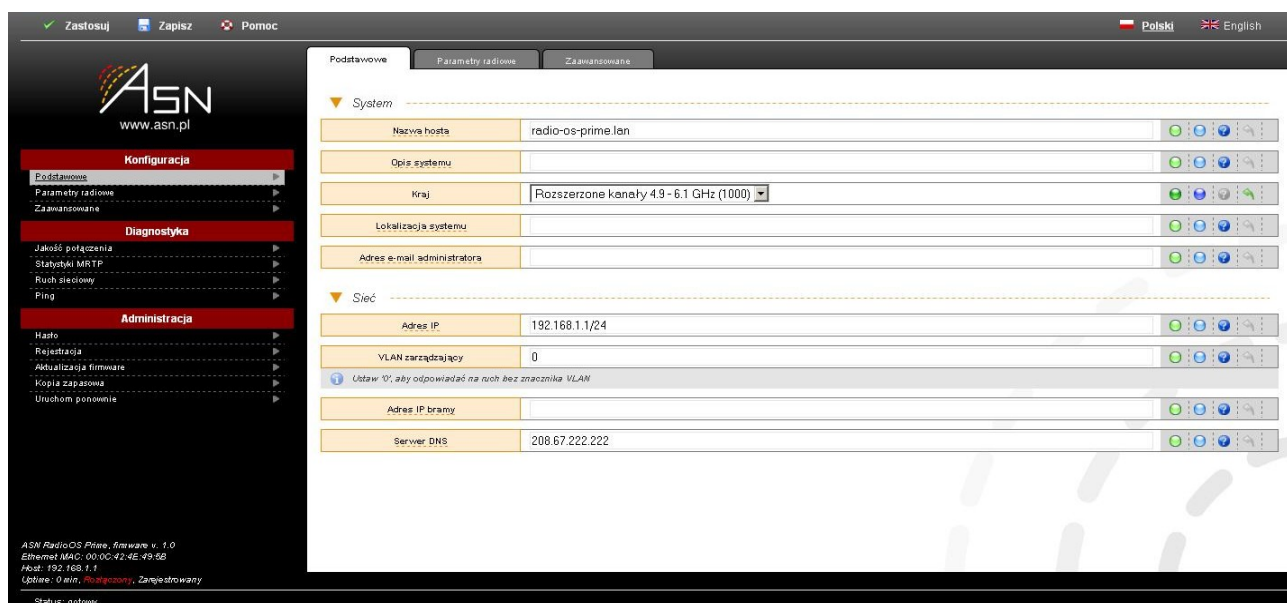 Zastosuj Zapisz Pomoc Polski English
ASN
www.asn.pl
Konfiguracja
Podstawowe
Parametry radiowe
Zaawansowane
Diagnostyka
Jakość połączenia
Statystyki MRTP
Ruch sieciowy
Ping
Administracja
Hasło
Rejestracja
Aktualizacja firmware
Kopia zapasowa
Uruchom ponownie
ASN RadioOS Prime, firmware v. 1.0
Ethernet MAC: 00:0C:42:4E:49:5B
Host: 192.168.1.1
Uptime: 0 min, Rozłączony, Zarejestrowany
Status: gotowy
Podstawowe Parametry radiowe Zaawansowane
System
Nazwa hosta radio-os-prime.lan
Opis systemu
Kraj Rozszerzone kanały 4.9 - 6.1 GHz (1000)
Lokalizacja systemu
Adres e-mail administratora
Sieć
Adres IP 192.168.1.1/24
VLAN zarządzający 0
Ustaw '0', aby odpowiadać na ruch bez znacznika VLAN
Adres IP bramy
Serwer DNS 208.67.222.222